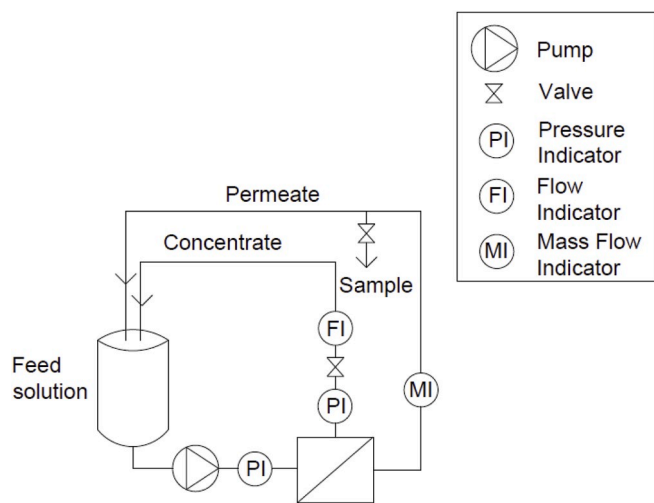 Pump
Valve
PI
Pressure
Indicator
FI
Flow
Indicator
MI
Mass Flow
Indicator
Permeate
Concentrate
Sample
FI
Feed
solution
MI
PI
PI